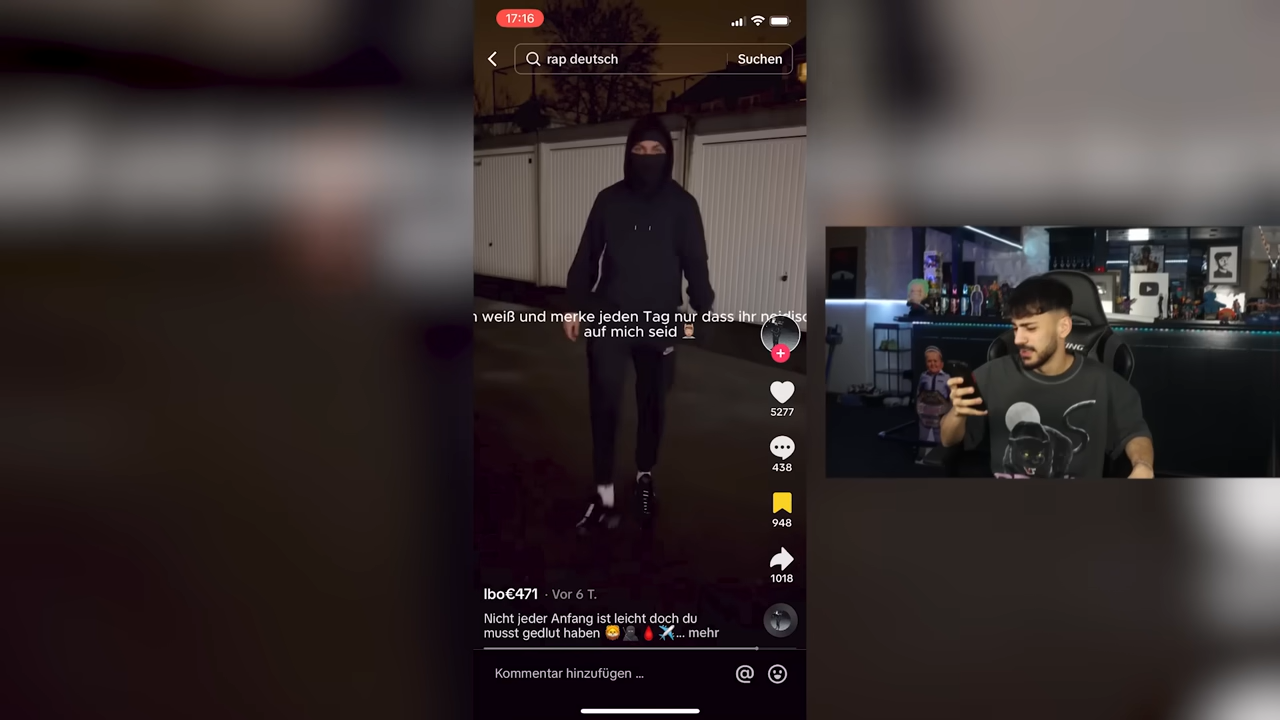 17:16
rap deutsch
Suchen
weiß und merke jeden Tag nur dass ihr neidisc
auf mich seid
5277
438
948
1018
Ibo€471 · Vor 6 T.
Nicht jeder Anfang ist leicht doch du
musst gedlut haben 🦁🥷🏿🩸✈️... mehr
Kommentar hinzufügen ...